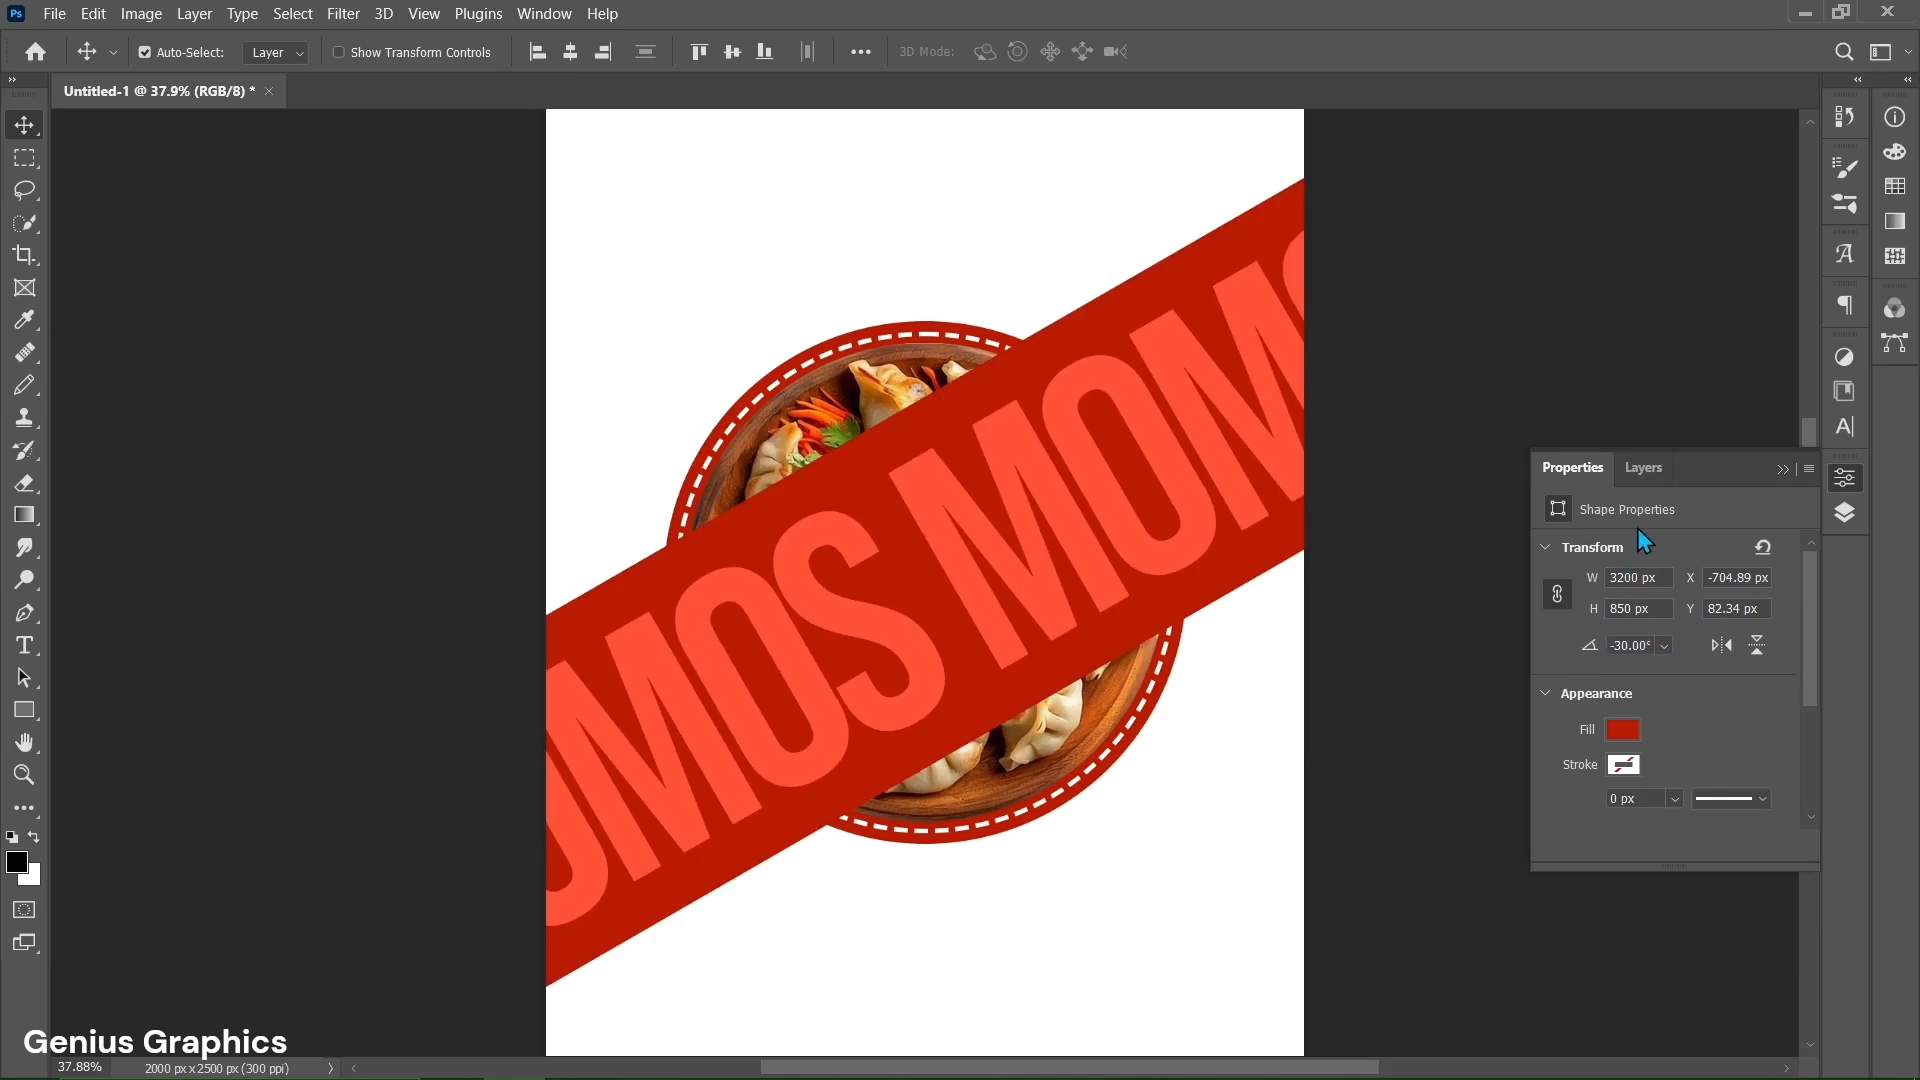 Ps File Edit Image Layer Type Select Filter 3D View Plugins Window Help
Auto-Select: Layer Show Transform Controls 3D Mode:
Untitled-1 @ 37.9% (RGB/8) *
OMOS MOMO
Properties Layers
Shape Properties
Transform
W 3200 px X -704.89 px
H 850 px Y 82.34 px
-30.00°
Appearance
Fill
Stroke
0 px
Genius Graphics
37.88% 2000 px x 2500 px (300 ppi)